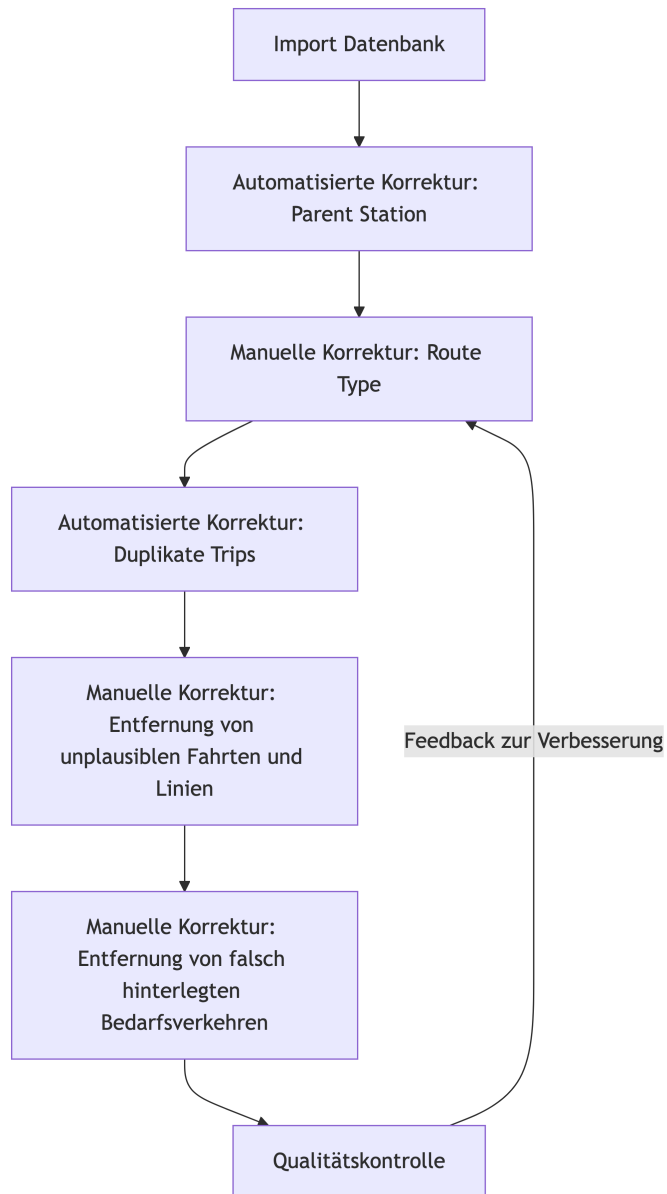 Import Datenbank
Automatisierte Korrektur:
Parent Station
Manuelle Korrektur: Route
Type
Automatisierte Korrektur:
Duplikate Trips
Manuelle Korrektur:
Entfernung von
unplausiblen Fahrten und
Linien
Feedback zur Verbesserung
Manuelle Korrektur:
Entfernung von falsch
hinterlegten
Bedarfsverkehren
Qualitätskontrolle